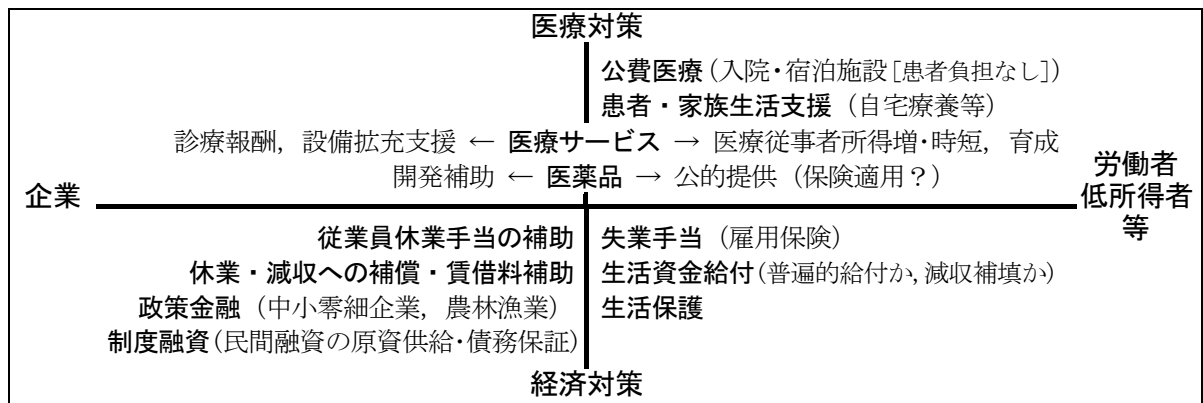 医療対策
公費医療(入院・宿泊施設[患者負担なし])
患者・家族生活支援(自宅療養等)
診療報酬,設備拡充支援 ← 医療サービス → 医療従事者所得増・時短,育成
開発補助 ← 医薬品 → 公的提供(保険適用?)
企業
労働者
低所得者
等
従業員休業手当の補助
休業・減収への補償・賃借料補助
政策金融(中小零細企業,農林漁業)
制度融資(民間融資の原資供給・債務保証)
失業手当(雇用保険)
生活資金給付(普遍的給付か,減収補填か)
生活保護
経済対策